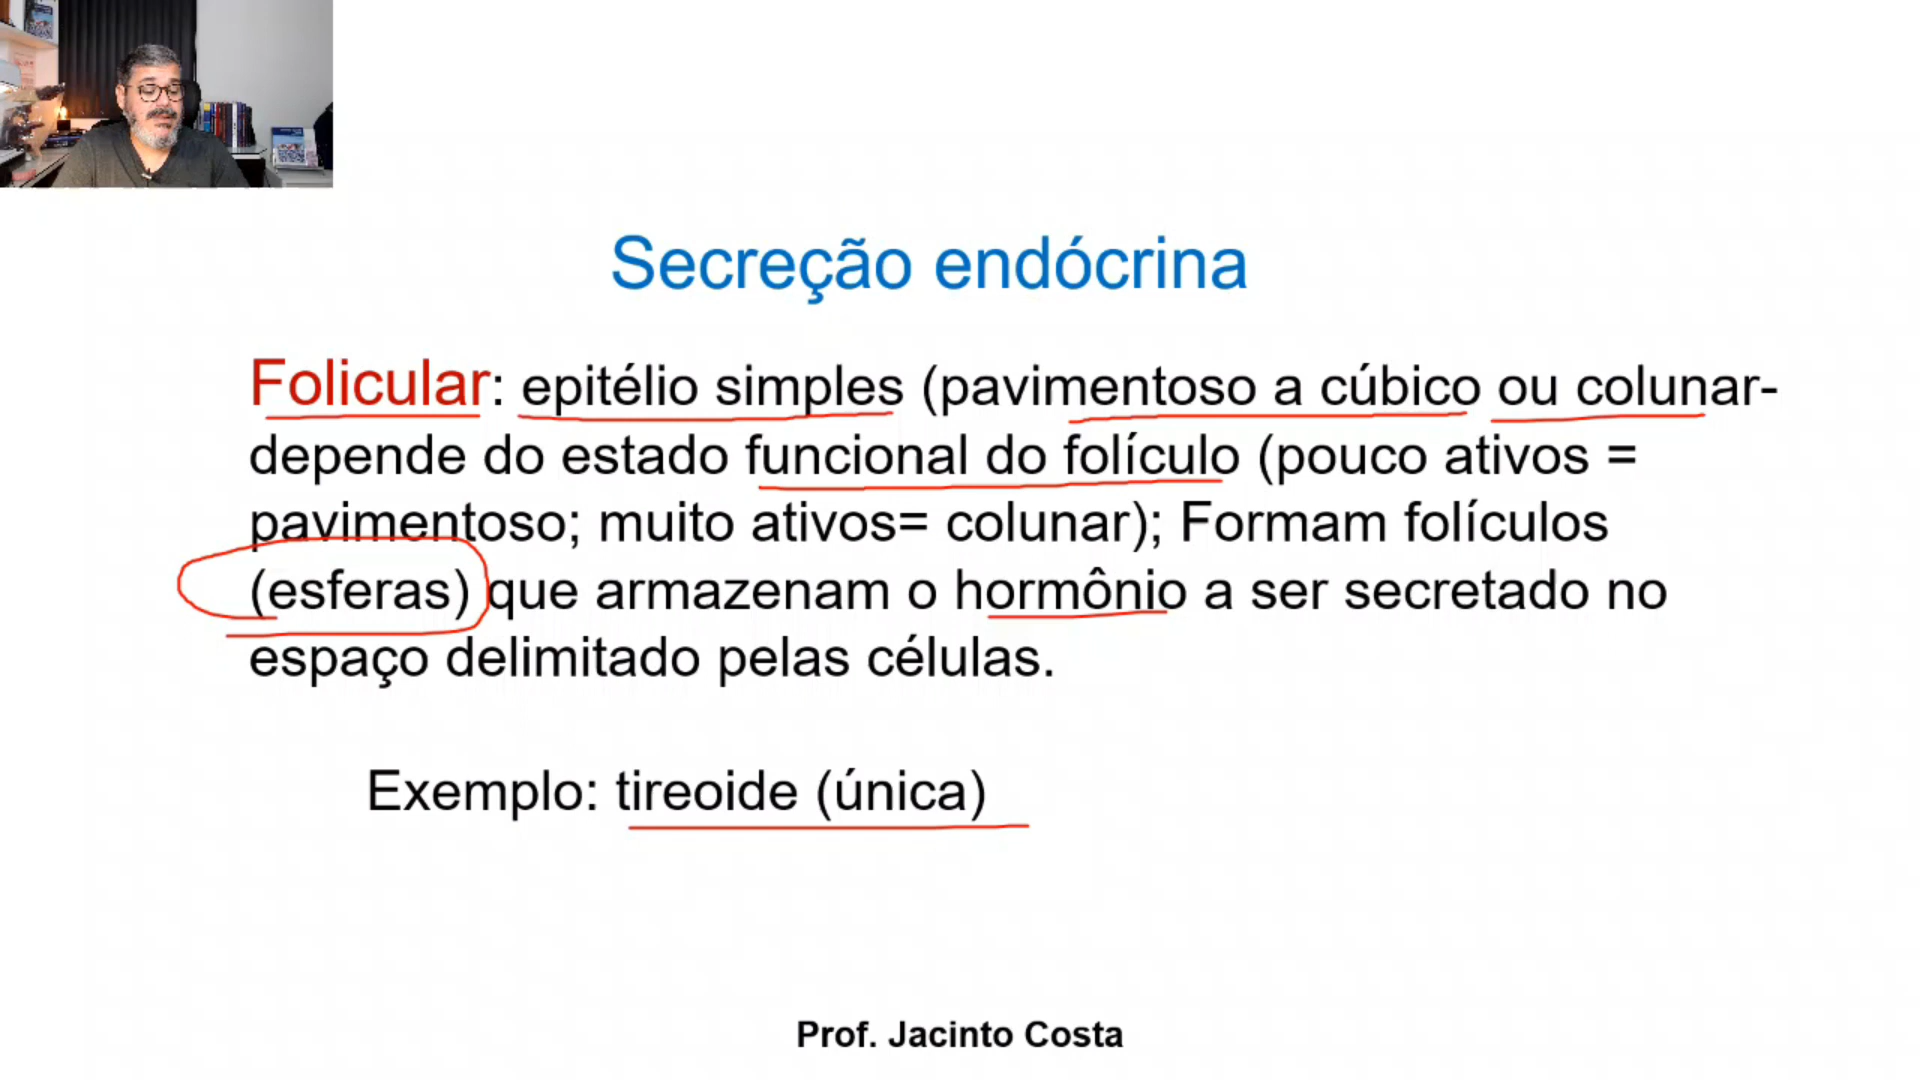 Secreção endócrina
Folicular: epitélio simples (pavimentoso a cúbico ou colunar-
depende do estado funcional do folículo (pouco ativos =
pavimentoso; muito ativos= colunar); Formam folículos
(esferas) que armazenam o hormônio a ser secretado no
espaço delimitado pelas células.
Exemplo: tireoide (única)
Prof. Jacinto Costa